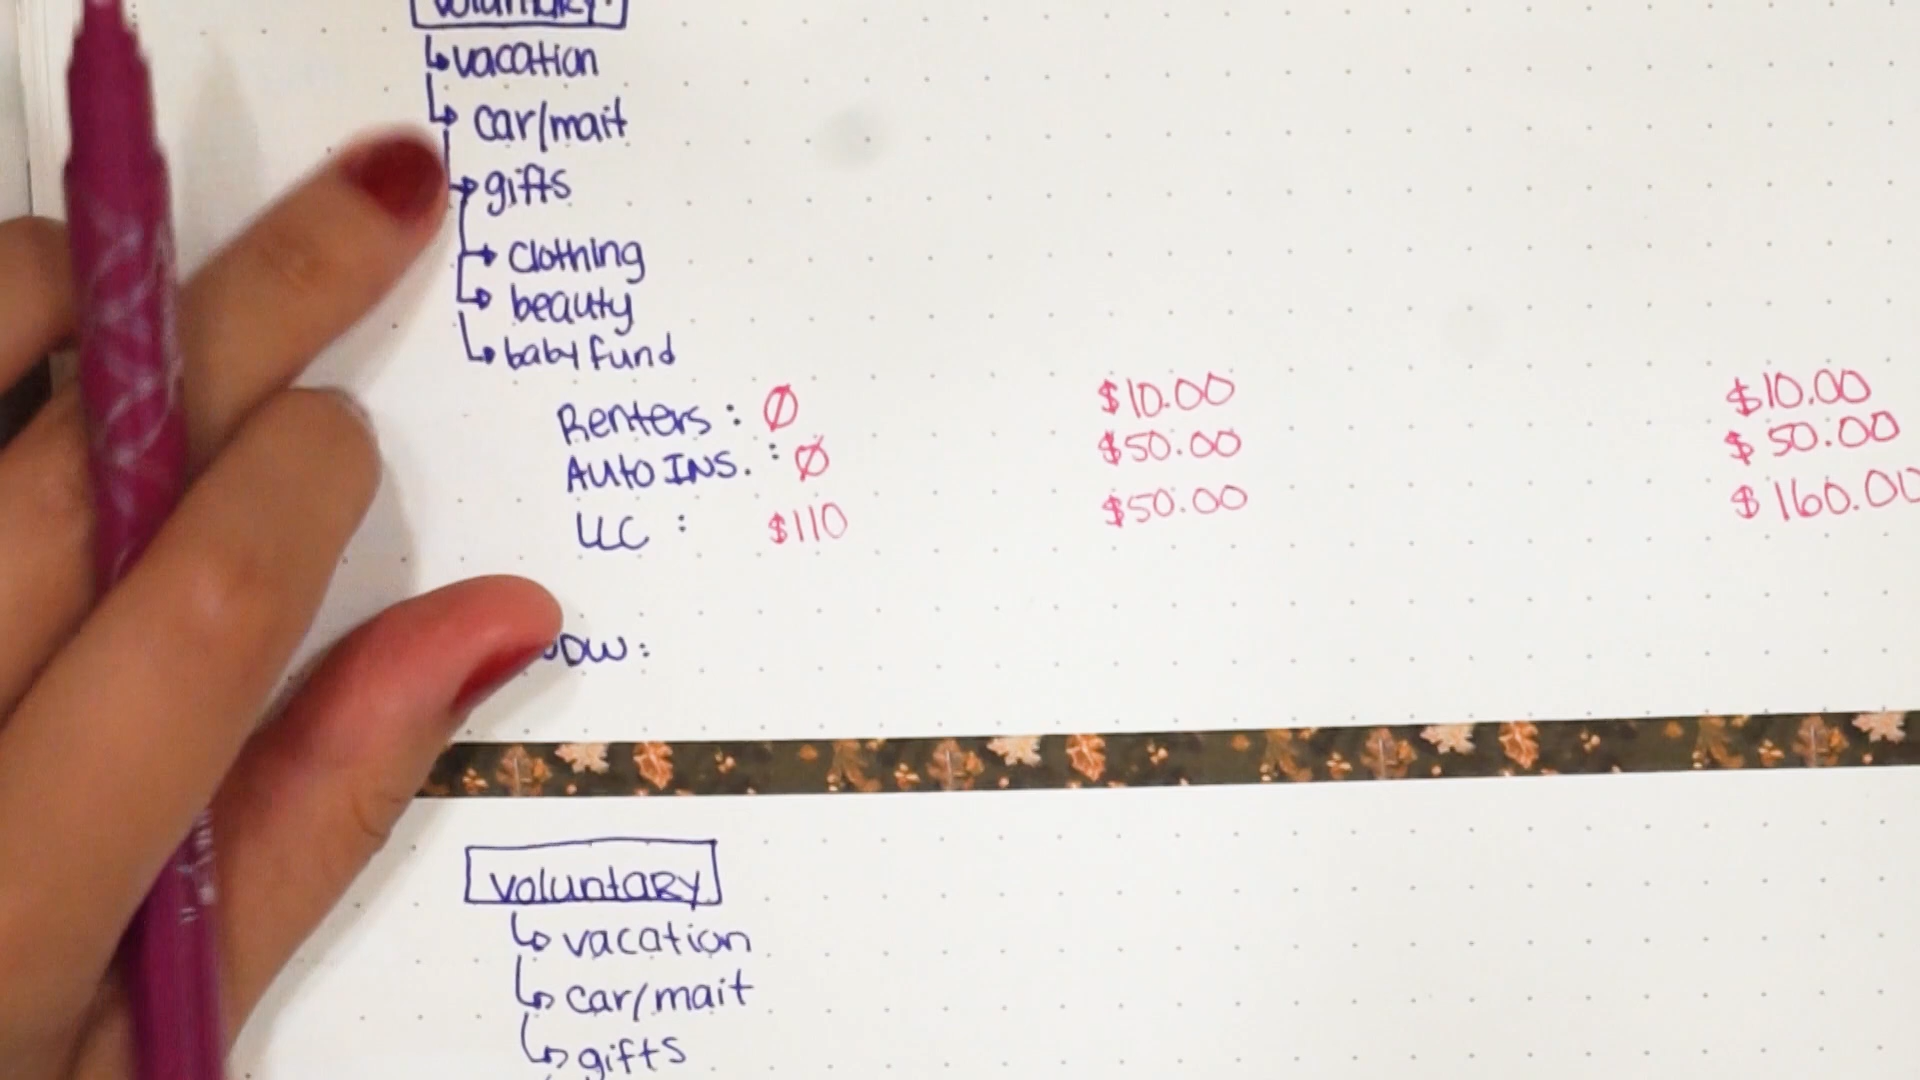 vacation
car/mait
gifts
clothing
beauty
baby fund
Renters: Ø $10.00 $10.00
Auto INS.: Ø $50.00 $50.00
LLC: $110 $50.00 $160.00
voluntary
vacation
car/mait
gifts